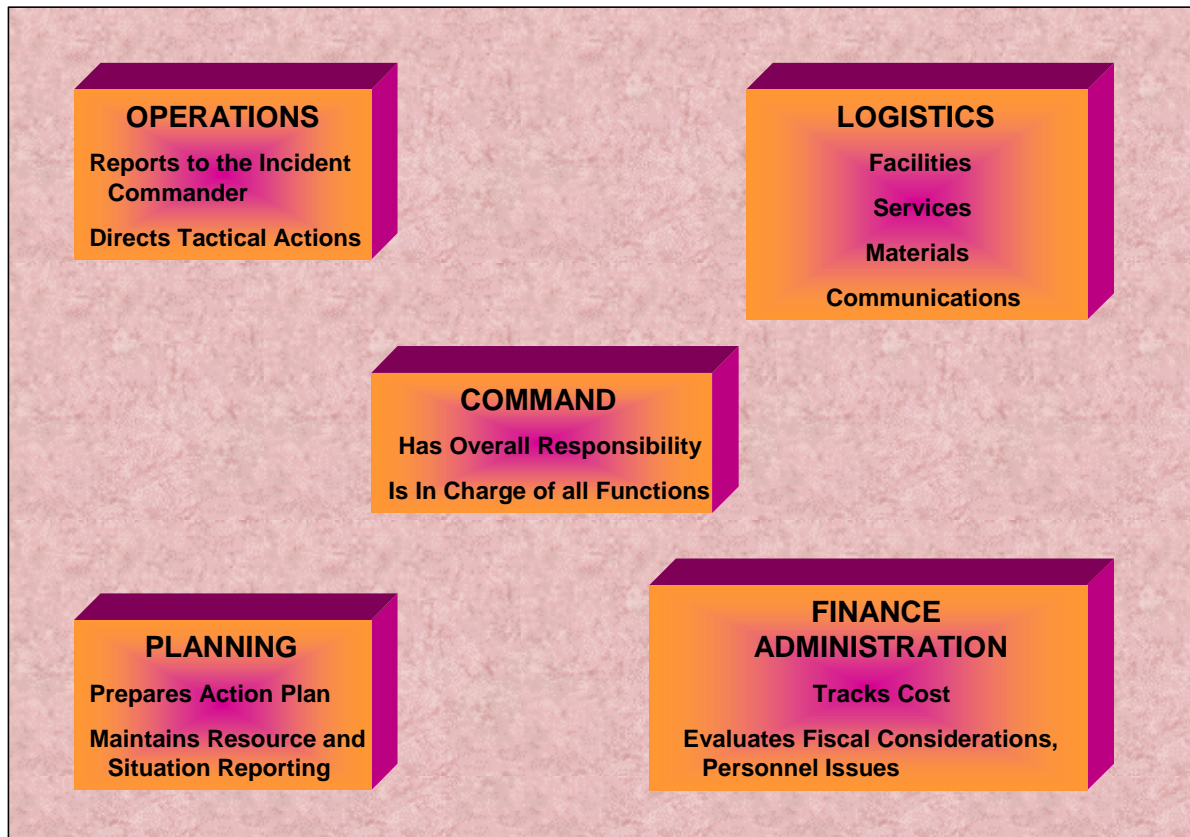 OPERATIONS
Reports to the Incident
Commander
Directs Tactical Actions
LOGISTICS
Facilities
Services
Materials
Communications
COMMAND
Has Overall Responsibility
Is In Charge of all Functions
PLANNING
Prepares Action Plan
Maintains Resource and
Situation Reporting
FINANCE
ADMINISTRATION
Tracks Cost
Evaluates Fiscal Considerations,
Personnel Issues